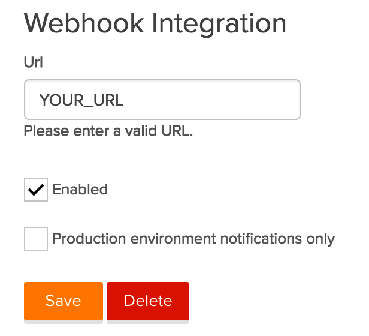 Webhook Integration
Url
YOUR_URL
Please enter a valid URL.
Enabled
Production environment notifications only
Save Delete